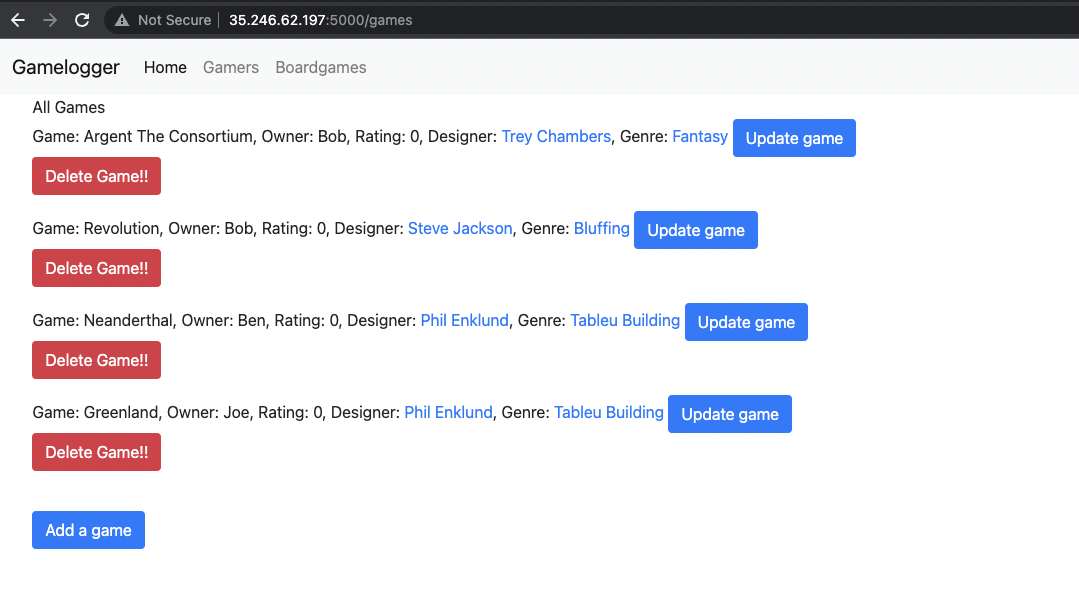 Not Secure | 35.246.62.197:5000/games
Gamelogger Home Gamers Boardgames
All Games
Game: Argent The Consortium, Owner: Bob, Rating: 0, Designer: Trey Chambers, Genre: Fantasy Update game
Delete Game!!
Game: Revolution, Owner: Bob, Rating: 0, Designer: Steve Jackson, Genre: Bluffing Update game
Delete Game!!
Game: Neanderthal, Owner: Ben, Rating: 0, Designer: Phil Enklund, Genre: Tableu Building Update game
Delete Game!!
Game: Greenland, Owner: Joe, Rating: 0, Designer: Phil Enklund, Genre: Tableu Building Update game
Delete Game!!
Add a game